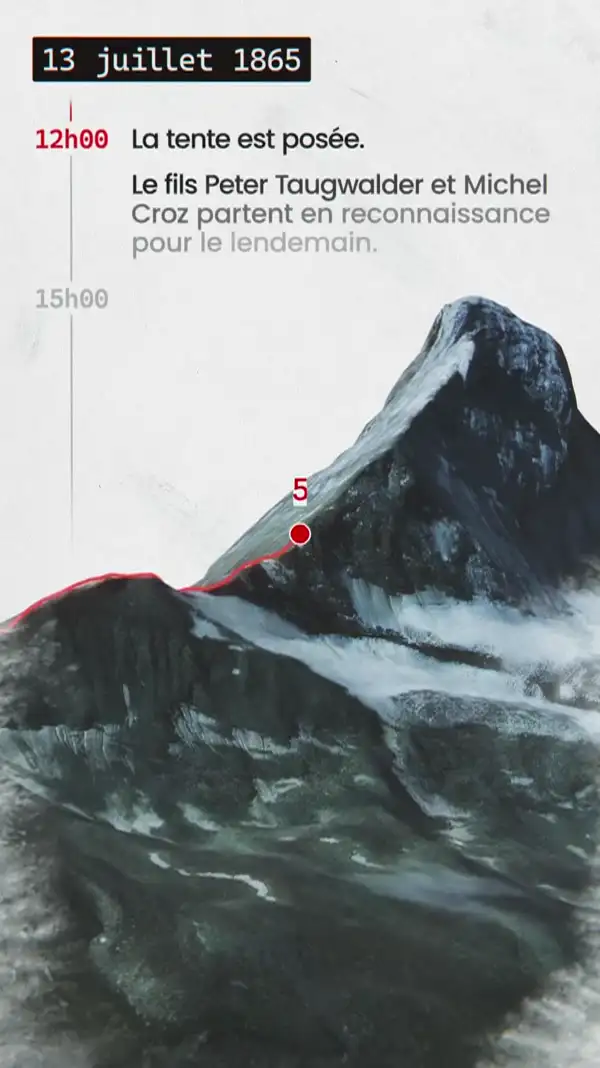 13 juillet 1865
12h00 La tente est posée.
Le fils Peter Taugwalder et Michel
Croz partent en reconnaissance
pour le lendemain.
15h00
5